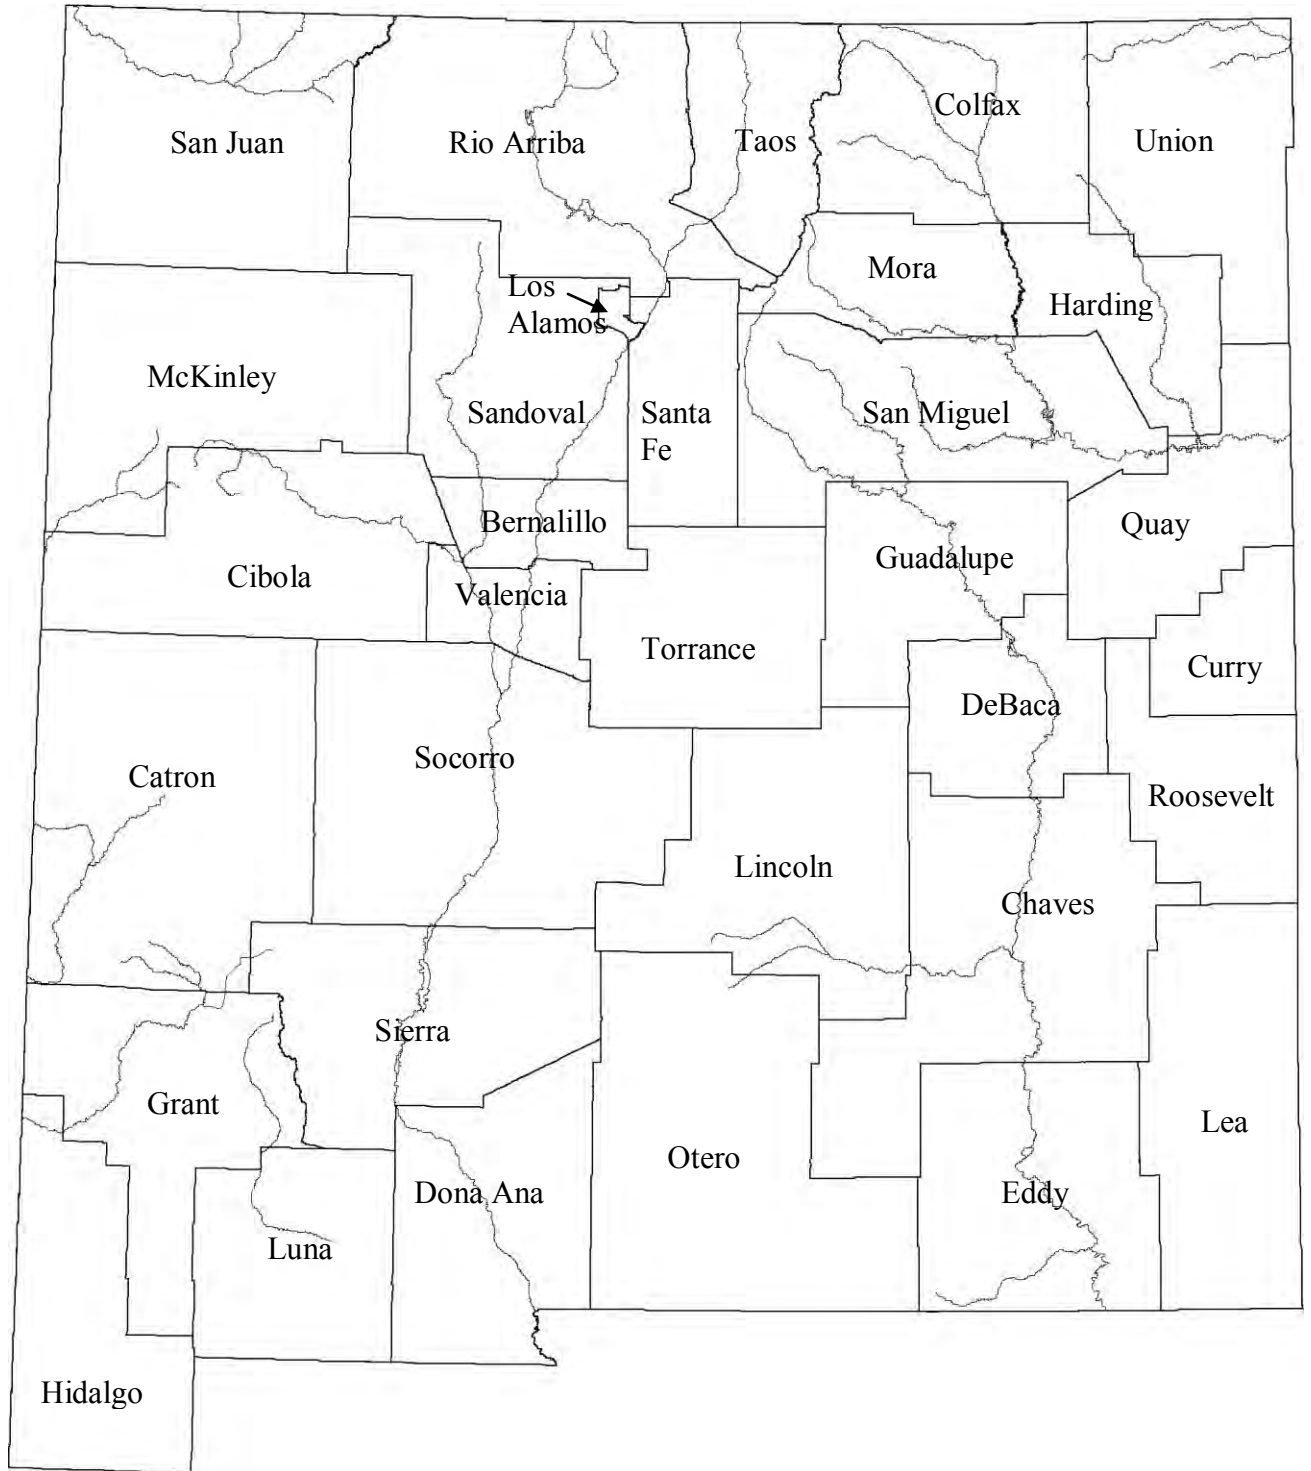 Colfax
San Juan
Rio Arriba
Taos
Union
Mora
Los
Alamos
Harding
McKinley
Sandoval
Santa
Fe
San Miguel
Bernalillo
Quay
Guadalupe
Cibola
Valencia
Torrance
Curry
DeBaca
Socorro
Catron
Roosevelt
Lincoln
Chaves
Sierra
Grant
Lea
Otero
Dona Ana
Eddy
Luna
Hidalgo